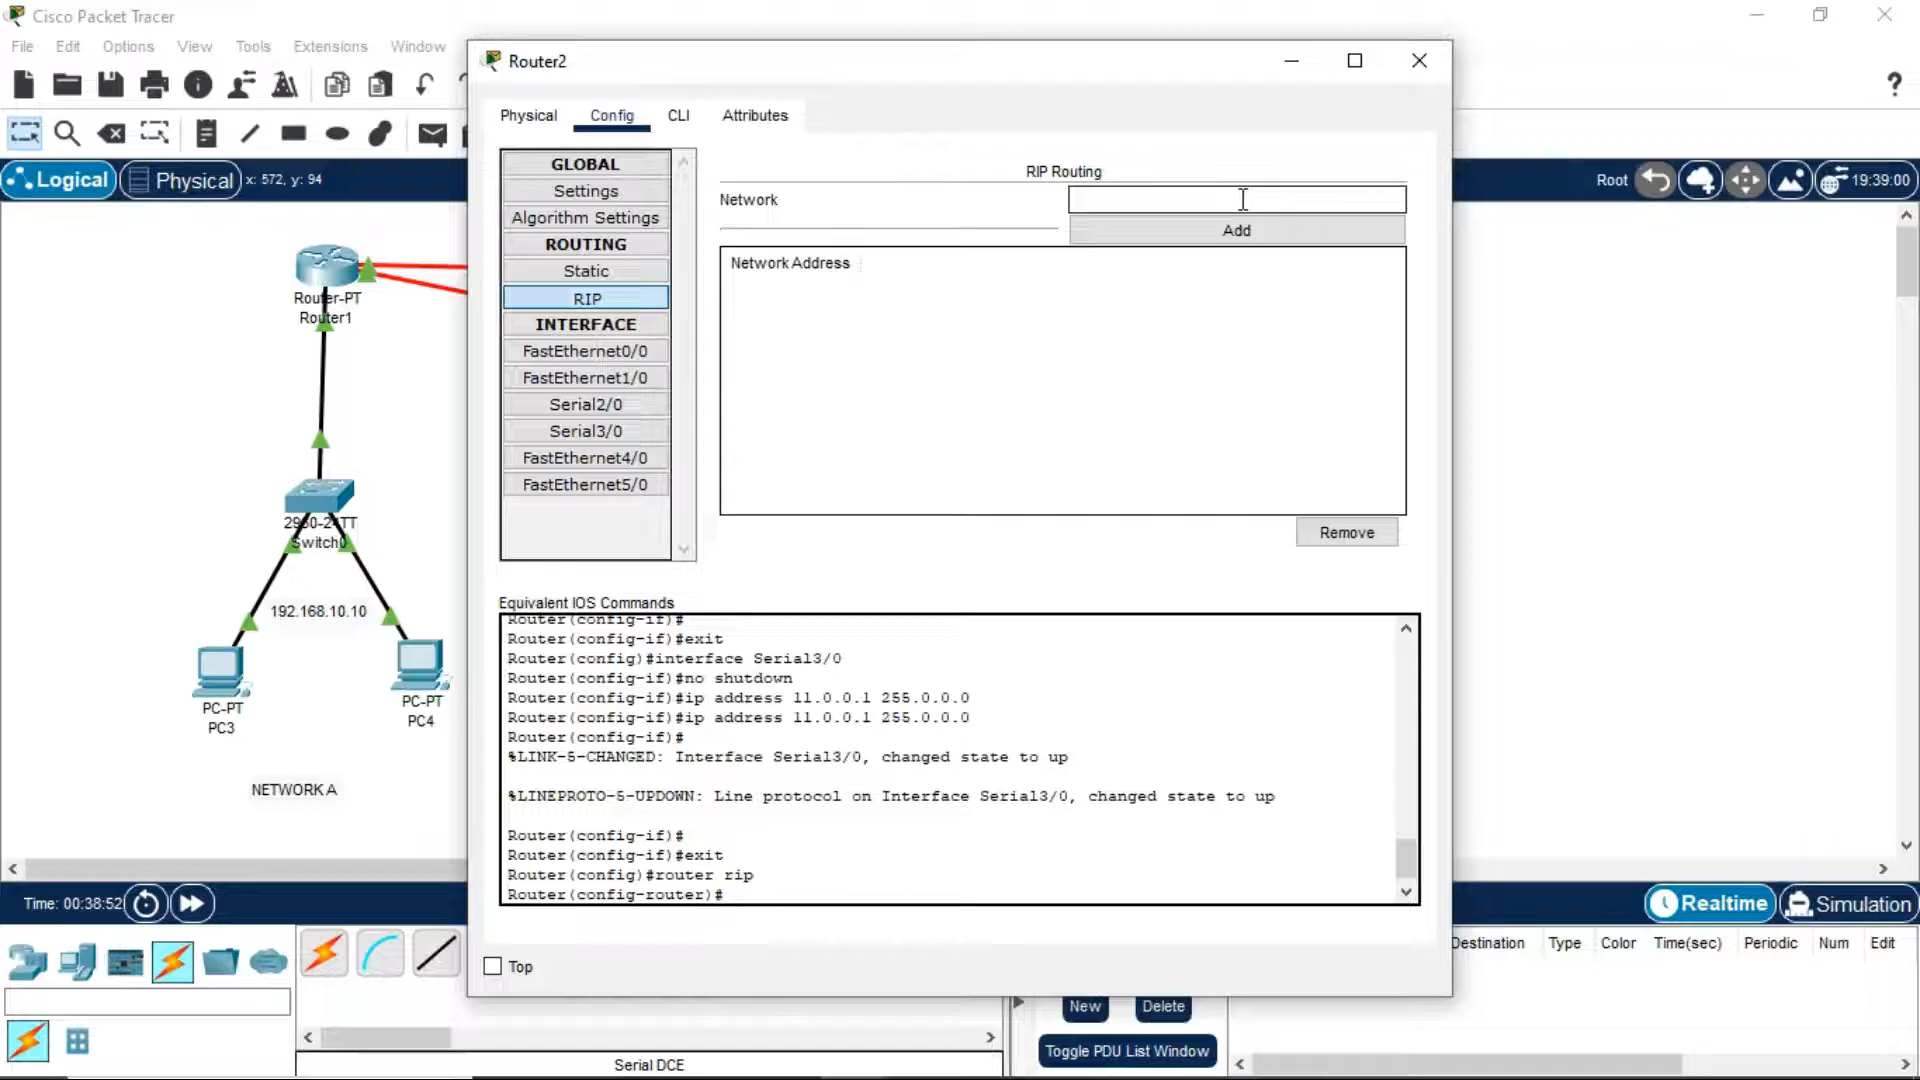 Cisco Packet Tracer
File Edit Options View Tools Extensions Window
Logical Physical x: 572, y: 94
Root 19:39:00
Router-PT
Router1
2950-24TT
Switch0
192.168.10.10
PC-PT
PC3
PC-PT
PC4
NETWORK A
Router2
Physical Config CLI Attributes
GLOBAL
Settings
Algorithm Settings
ROUTING
Static
RIP
INTERFACE
FastEthernet0/0
FastEthernet1/0
Serial2/0
Serial3/0
FastEthernet4/0
FastEthernet5/0
RIP Routing
Network
Add
Network Address
Remove
Equivalent IOS Commands
Router(config-if)#
Router(config-if)#exit
Router(config)#interface Serial3/0
Router(config-if)#no shutdown
Router(config-if)#ip address 11.0.0.1 255.0.0.0
Router(config-if)#ip address 11.0.0.1 255.0.0.0
Router(config-if)#
%LINK-5-CHANGED: Interface Serial3/0, changed state to up
%LINEPROTO-5-UPDOWN: Line protocol on Interface Serial3/0, changed state to up
Router(config-if)#
Router(config-if)#exit
Router(config)#router rip
Router(config-router)#
Top
Time: 00:38:52
Realtime Simulation
Destination Type Color Time(sec) Periodic Num Edit
New Delete
Toggle PDU List Window
Serial DCE